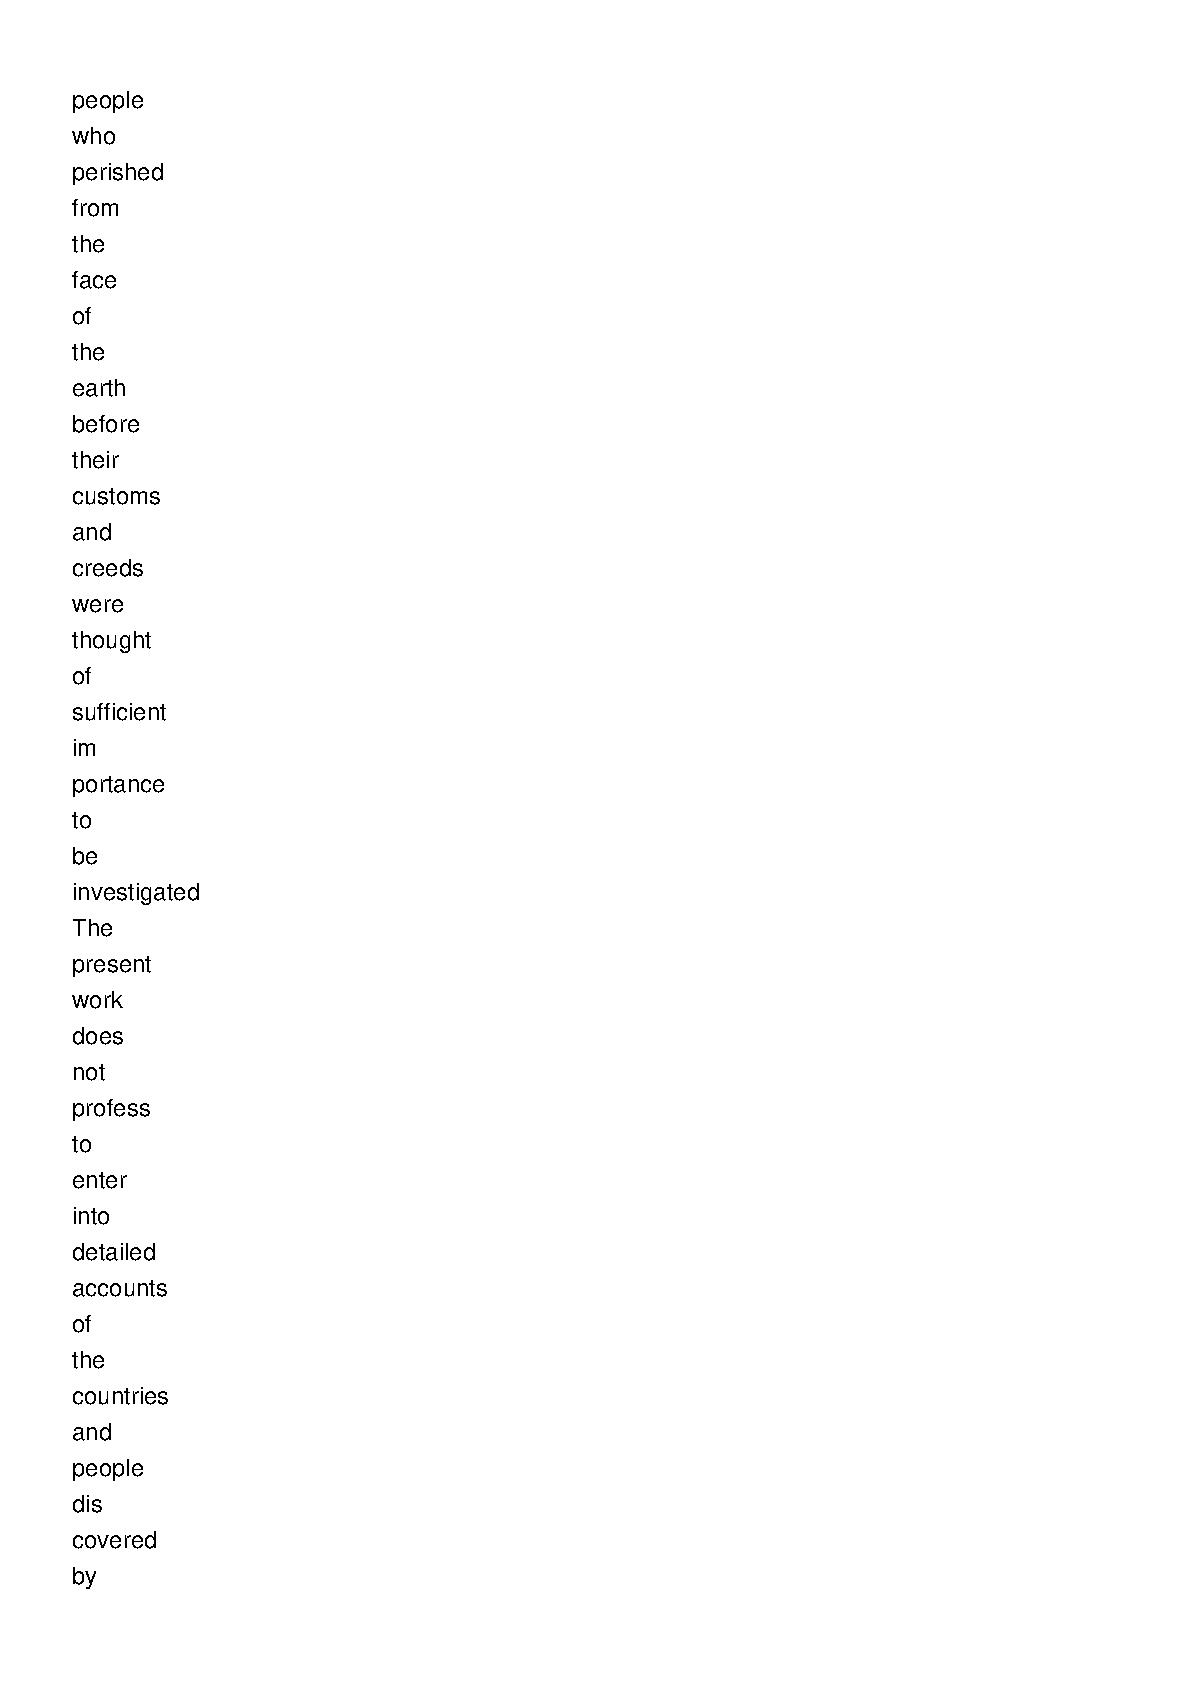 people
who
perished
from
the
face
of
the
earth
before
their
customs
and
creeds
were
thought
of
sufficient
im
portance
to
be
investigated
The
present
work
does
not
profess
to
enter
into
detailed
accounts
of
the
countries
and
people
dis
covered
by